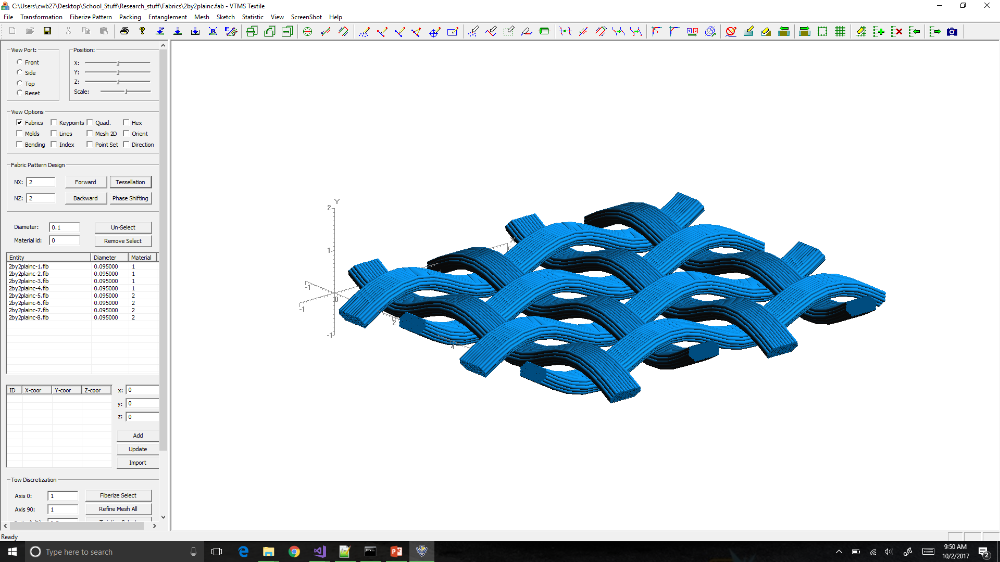 C:\Users\cwb27\Desktop\School_Stuff\Research_stuff\Fabrics\2by2plainc.fab - VTMS Textile
File Transformation Fiberize Pattern Packing Entanglement Mesh Sketch Statistic View ScreenShot Help
View Port:
Front
Side
Top
Reset
Position:
X:
Y:
Z:
Scale:
View Options
Fabrics Keypoints Quad. Hex
Molds Lines Mesh 2D Orient
Bending Index Point Set Direction
Fabric Pattern Design
NX: 2 Forward Tessellation
NZ: 2 Backward Phase Shifting
Diameter: 0.1 Un-Select
Material id: 0 Remove Select
Entity Diameter Material
2by2plainc-1.fib 0.095000 1
2by2plainc-2.fib 0.095000 1
2by2plainc-3.fib 0.095000 1
2by2plainc-4.fib 0.095000 1
2by2plainc-5.fib 0.095000 2
2by2plainc-6.fib 0.095000 2
2by2plainc-7.fib 0.095000 2
2by2plainc-8.fib 0.095000 2
ID X-coor Y-coor Z-coor
x: 0
y: 0
z: 0
Add
Update
Import
Tow Discretization
Axis 0: 1 Fiberize Select
Axis 90: 1 Refine Mesh All
Y
2
1
X
-1
0
-1
2
4
-1
Ready
Type here to search
9:50 AM
10/2/2017
2